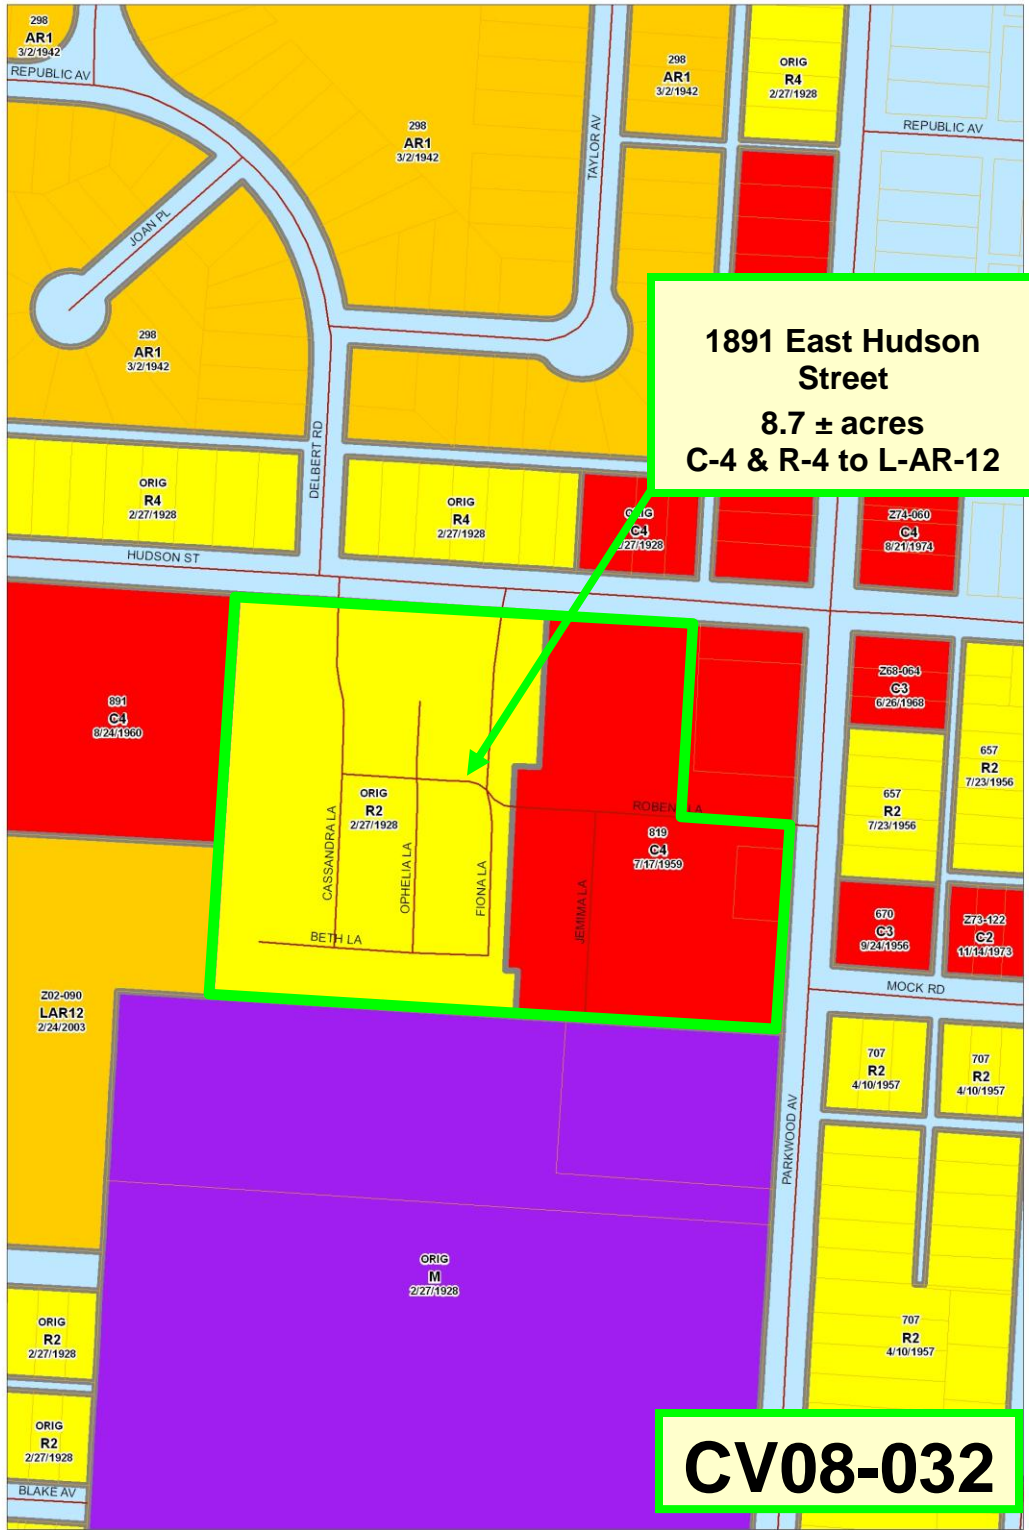 298
AR1
3/2/1942
REPUBLIC AV
298
AR1
3/2/1942
TAYLOR AV
298
AR1
3/2/1942
ORIG
R4
2/27/1928
REPUBLIC AV
JOAN PL
298
AR1
3/2/1942
1891 East Hudson
Street
8.7 ± acres
C-4 & R-4 to L-AR-12
DELBERT RD
ORIG
R4
2/27/1928
ORIG
R4
2/27/1928
C4
2/27/1928
Z74-060
C4
8/21/1974
HUDSON ST
891
C4
8/24/1960
Z68-064
C3
6/26/1968
657
R2
7/23/1956
657
R2
7/23/1956
ORIG
R2
2/27/1928
CASSANDRA LA
OPHELIA LA
FIONA LA
BETH LA
819
C4
7/17/1959
JEMIMA LA
670
C3
9/24/1956
Z73-122
C2
11/14/1973
MOCK RD
Z02-090
LAR12
2/24/2003
707
R2
4/10/1957
707
R2
4/10/1957
PARKWOOD AV
ORIG
M
2/27/1928
ORIG
R2
2/27/1928
707
R2
4/10/1957
ORIG
R2
2/27/1928
BLAKE AV
CV08-032